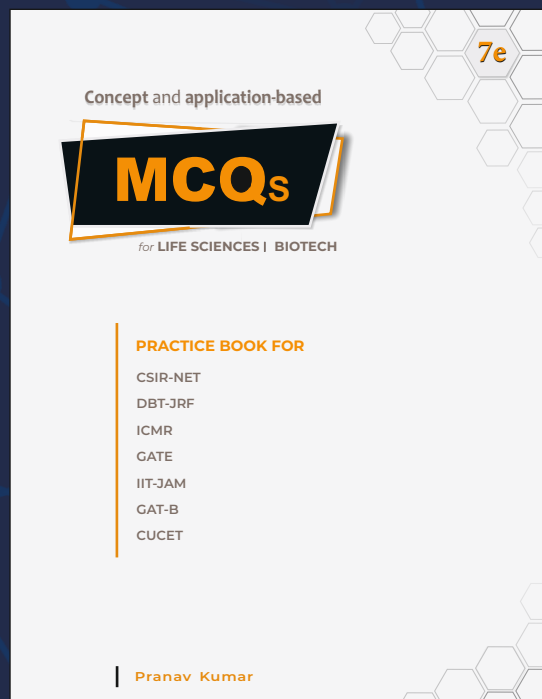 7e
Concept and application-based
MCQs
for LIFE SCIENCES | BIOTECH
PRACTICE BOOK FOR
CSIR-NET
DBT-JRF
ICMR
GATE
IIT-JAM
GAT-B
CUCET
Pranav Kumar